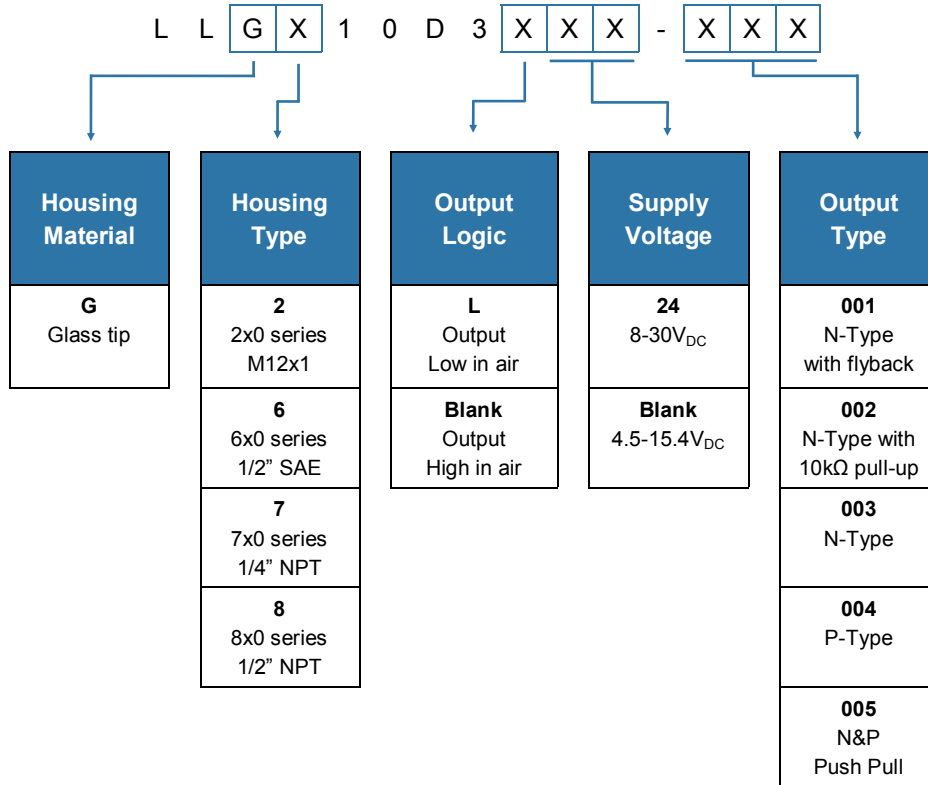 L L G X 1 0 D 3 X X X - X X X
Housing Material
Housing Type
Output Logic
Supply Voltage
Output Type
G
Glass tip
2
2x0 series
M12x1
6
6x0 series
1/2” SAE
7
7x0 series
1/4” NPT
8
8x0 series
1/2” NPT
L
Output
Low in air
Blank
Output
High in air
24
8-30VDC
Blank
4.5-15.4VDC
001
N-Type
with flyback
002
N-Type with
10kΩ pull-up
003
N-Type
004
P-Type
005
N&P
Push Pull